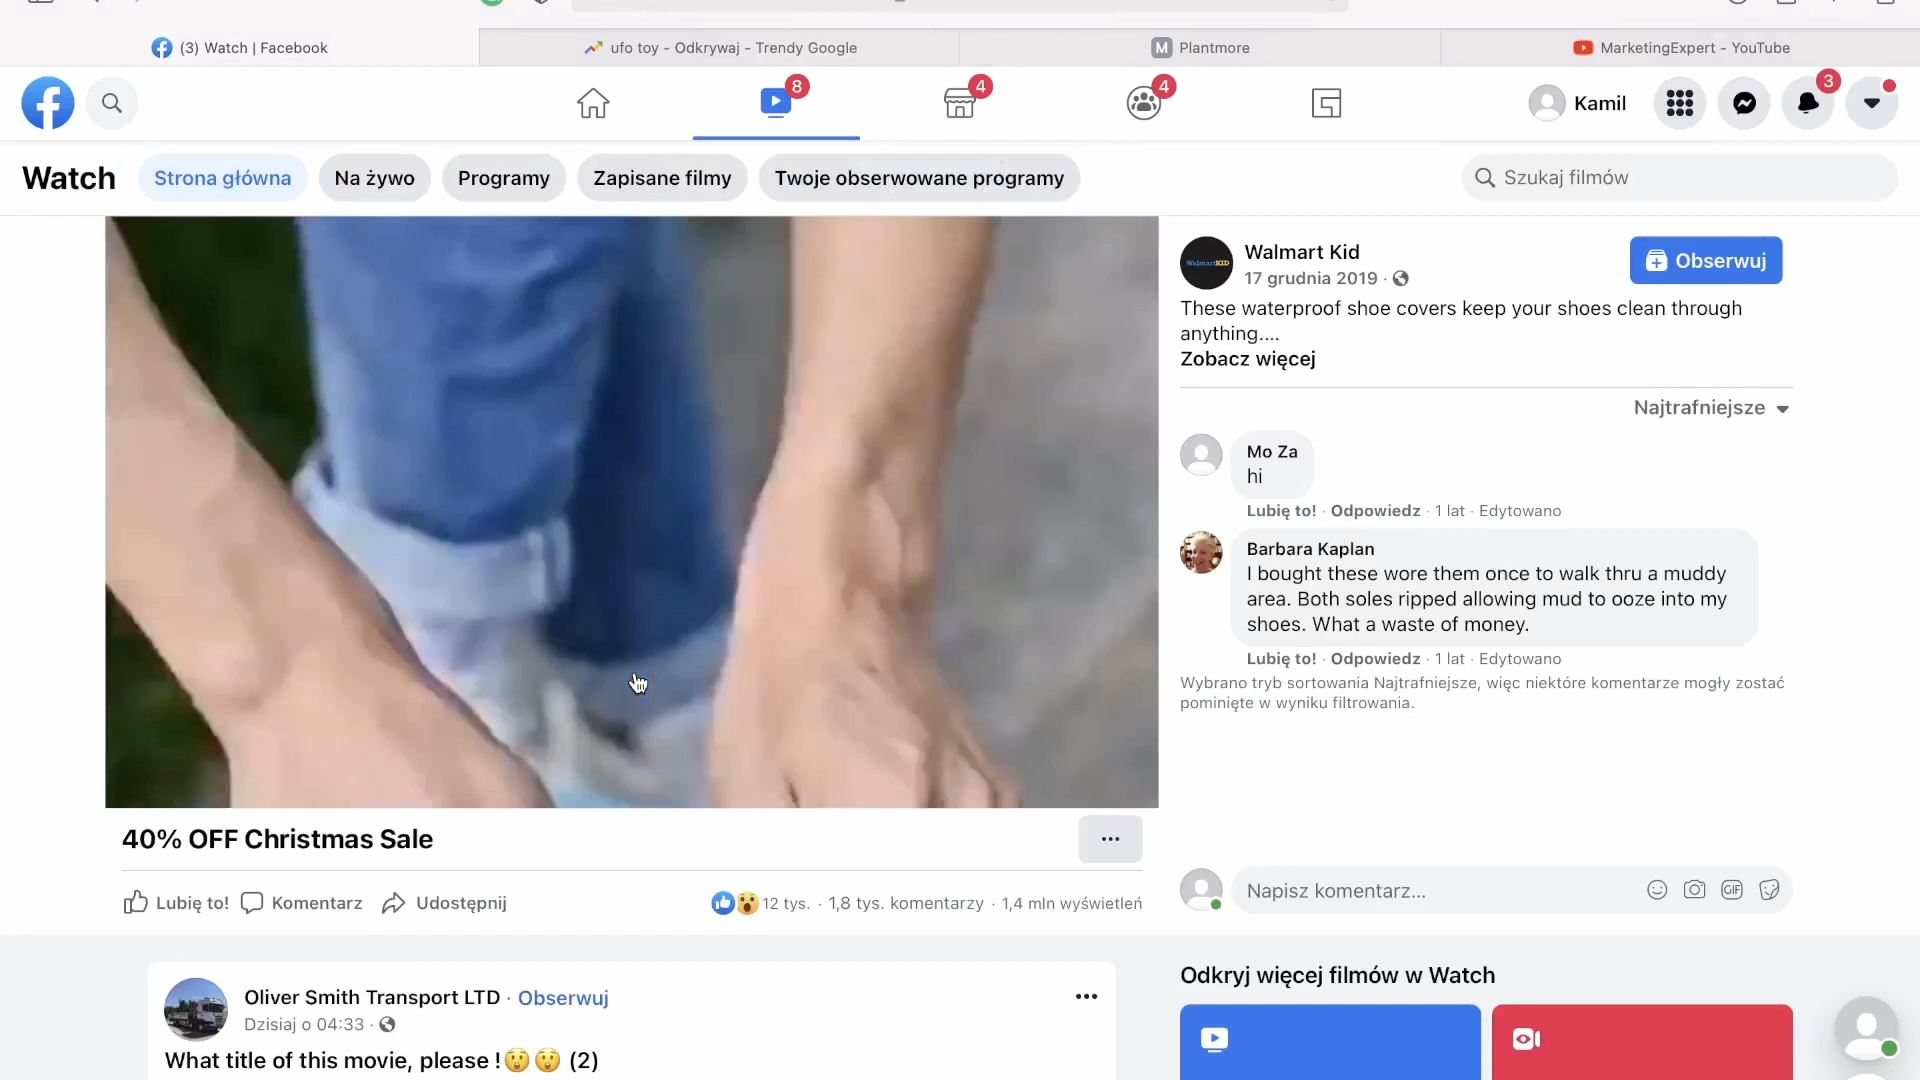 (3) Watch | Facebook
ufo toy - Odkrywaj - Trendy Google
M Plantmore
MarketingExpert - YouTube
8
4
4
Kamil
3
Watch
Strona główna
Na żywo
Programy
Zapisane filmy
Twoje obserwowane programy
Szukaj filmów
WalmartKID
Walmart Kid
17 grudnia 2019 ·
Obserwuj
These waterproof shoe covers keep your shoes clean through
anything....
Zobacz więcej
Najtrafniejsze
Mo Za
hi
Lubię to! · Odpowiedz · 1 lat · Edytowano
Barbara Kaplan
I bought these wore them once to walk thru a muddy
area. Both soles ripped allowing mud to ooze into my
shoes. What a waste of money.
Lubię to! · Odpowiedz · 1 lat · Edytowano
Wybrano tryb sortowania Najtrafniejsze, więc niektóre komentarze mogły zostać
pominięte w wyniku filtrowania.
40% OFF Christmas Sale
Lubię to! Komentarz Udostępnij
12 tys. · 1,8 tys. komentarzy · 1,4 mln wyświetleń
Napisz komentarz...
GIF
Oliver Smith Transport LTD · Obserwuj
Dzisiaj o 04:33 ·
What title of this movie, please !😲😲 (2)
Odkryj więcej filmów w Watch